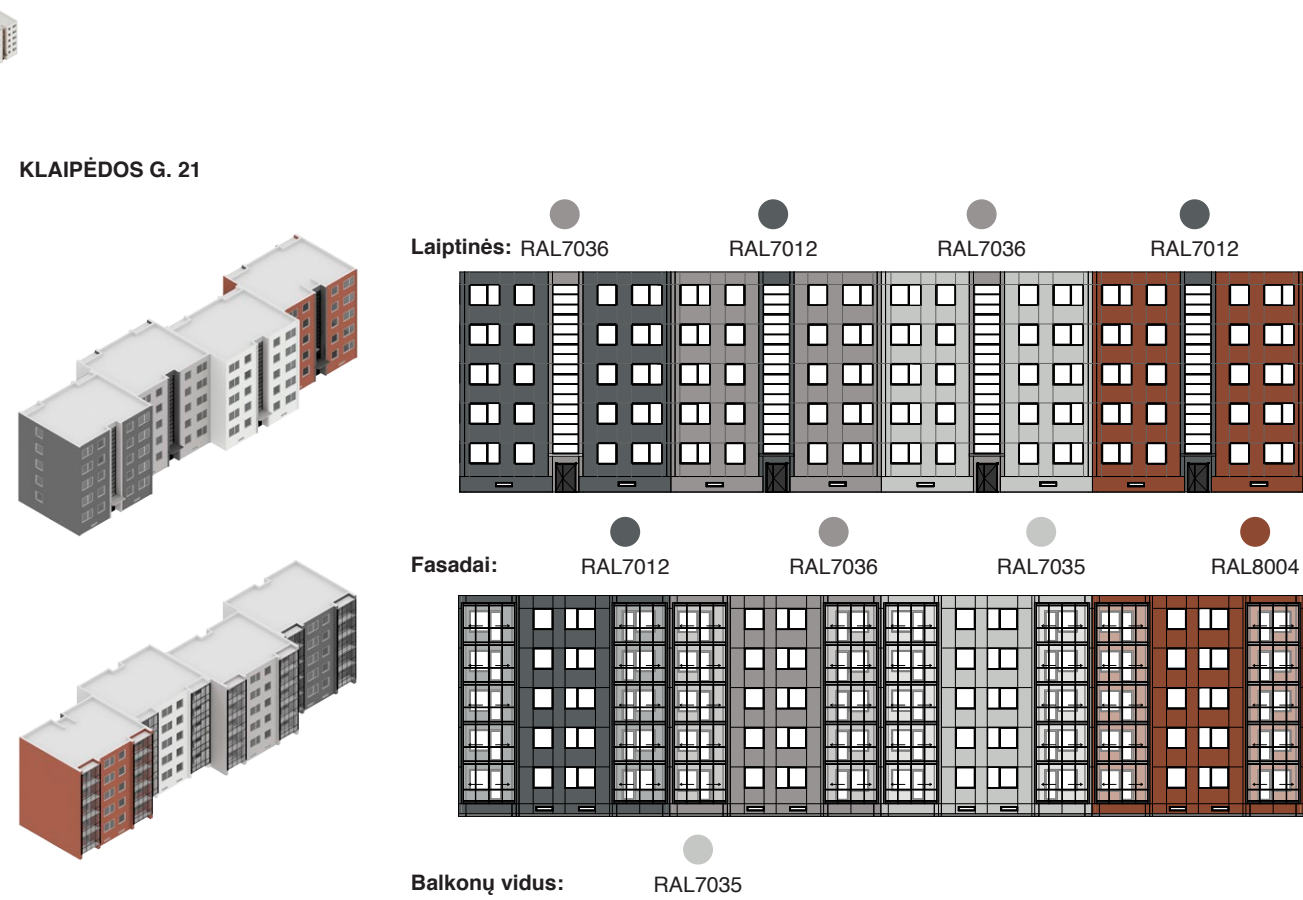 KLAIPĖDOS G. 21
Laiptinės: RAL7036 RAL7012 RAL7036 RAL7012
Fasadai: RAL7012 RAL7036 RAL7035 RAL8004
Balkonų vidus: RAL7035